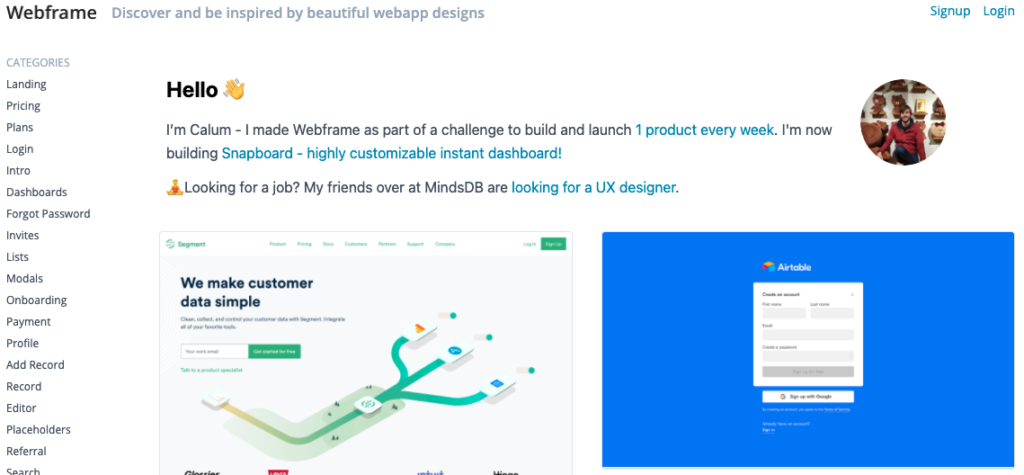 Webframe Discover and be inspired by beautiful webapp designs Signup Login
CATEGORIES
Landing
Pricing
Plans
Login
Intro
Dashboards
Forgot Password
Invites
Lists
Modals
Onboarding
Payment
Profile
Add Record
Record
Editor
Placeholders
Referral
Search
Hello 👋
I'm Calum - I made Webframe as part of a challenge to build and launch 1 product every week. I'm now
building Snapboard - highly customizable instant dashboard!
Looking for a job? My friends over at MindsDB are looking for a UX designer.
Segment Product Pricing Docs Customers Partners Support Company Log In Sign Up
We make customer
data simple
Clean, collect, and control your customer data with Segment. Integrate
all of your favorite tools.
Your work email Get started for free
Talk to a product specialist
Glossier intuit
Airtable
Create an account
First name Last name
Email
Create a password
Sign up for free
Sign up with Google
By creating an account, you agree to the Terms of Service.
Already have an account?
Sign in